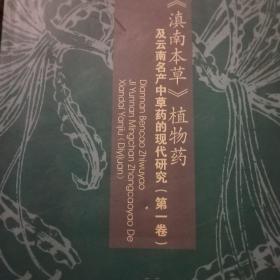 《滇南本草》植物药
及云南名产中草药的现代研究（第一卷）
Diannan Bencao Zhiwuyao
Ji Yunnan Mingchan Zhongcaoyao De
Xiandai Yanjiu (Diyijuan)